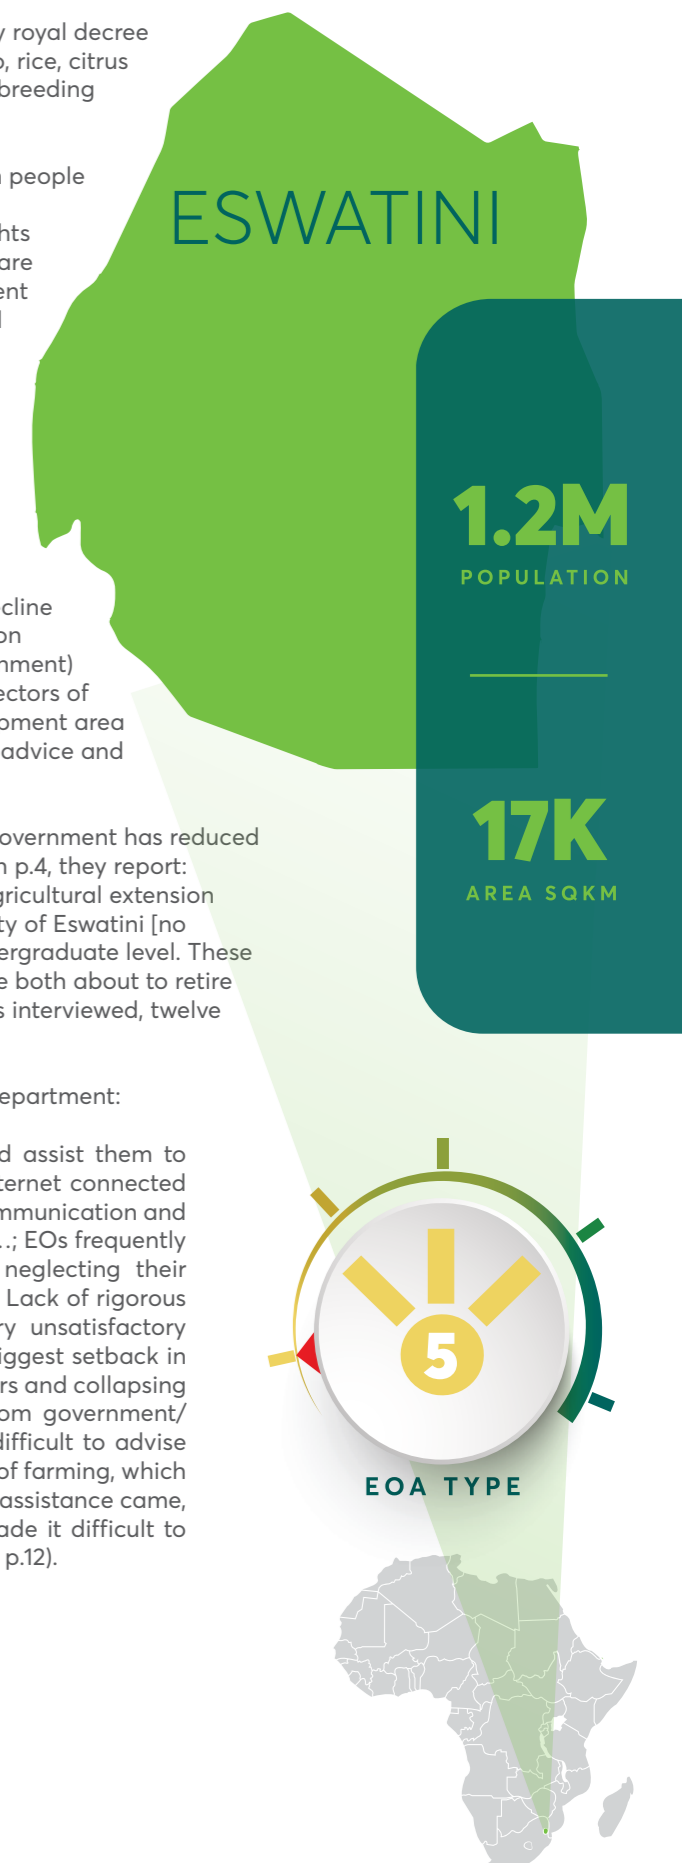 y royal decree
, rice, citrus
breeding
people
ESWATINI
hts
are
ent
1.2M
POPULATION
cline
on
nment)
ectors of
opment area
advice and
17K
AREA SQKM
government has reduced
n p.4, they report:
gricultural extension
ty of Eswatini [no
ergraduate level. These
e both about to retire
s interviewed, twelve
epartment:
d assist them to
ternet connected
mmunication and
..; EOs frequently
neglecting their
Lack of rigorous
ry unsatisfactory
iggest setback in
rs and collapsing
om government/
difficult to advise
of farming, which
assistance came,
ade it difficult to
p.12).
5
EOA TYPE